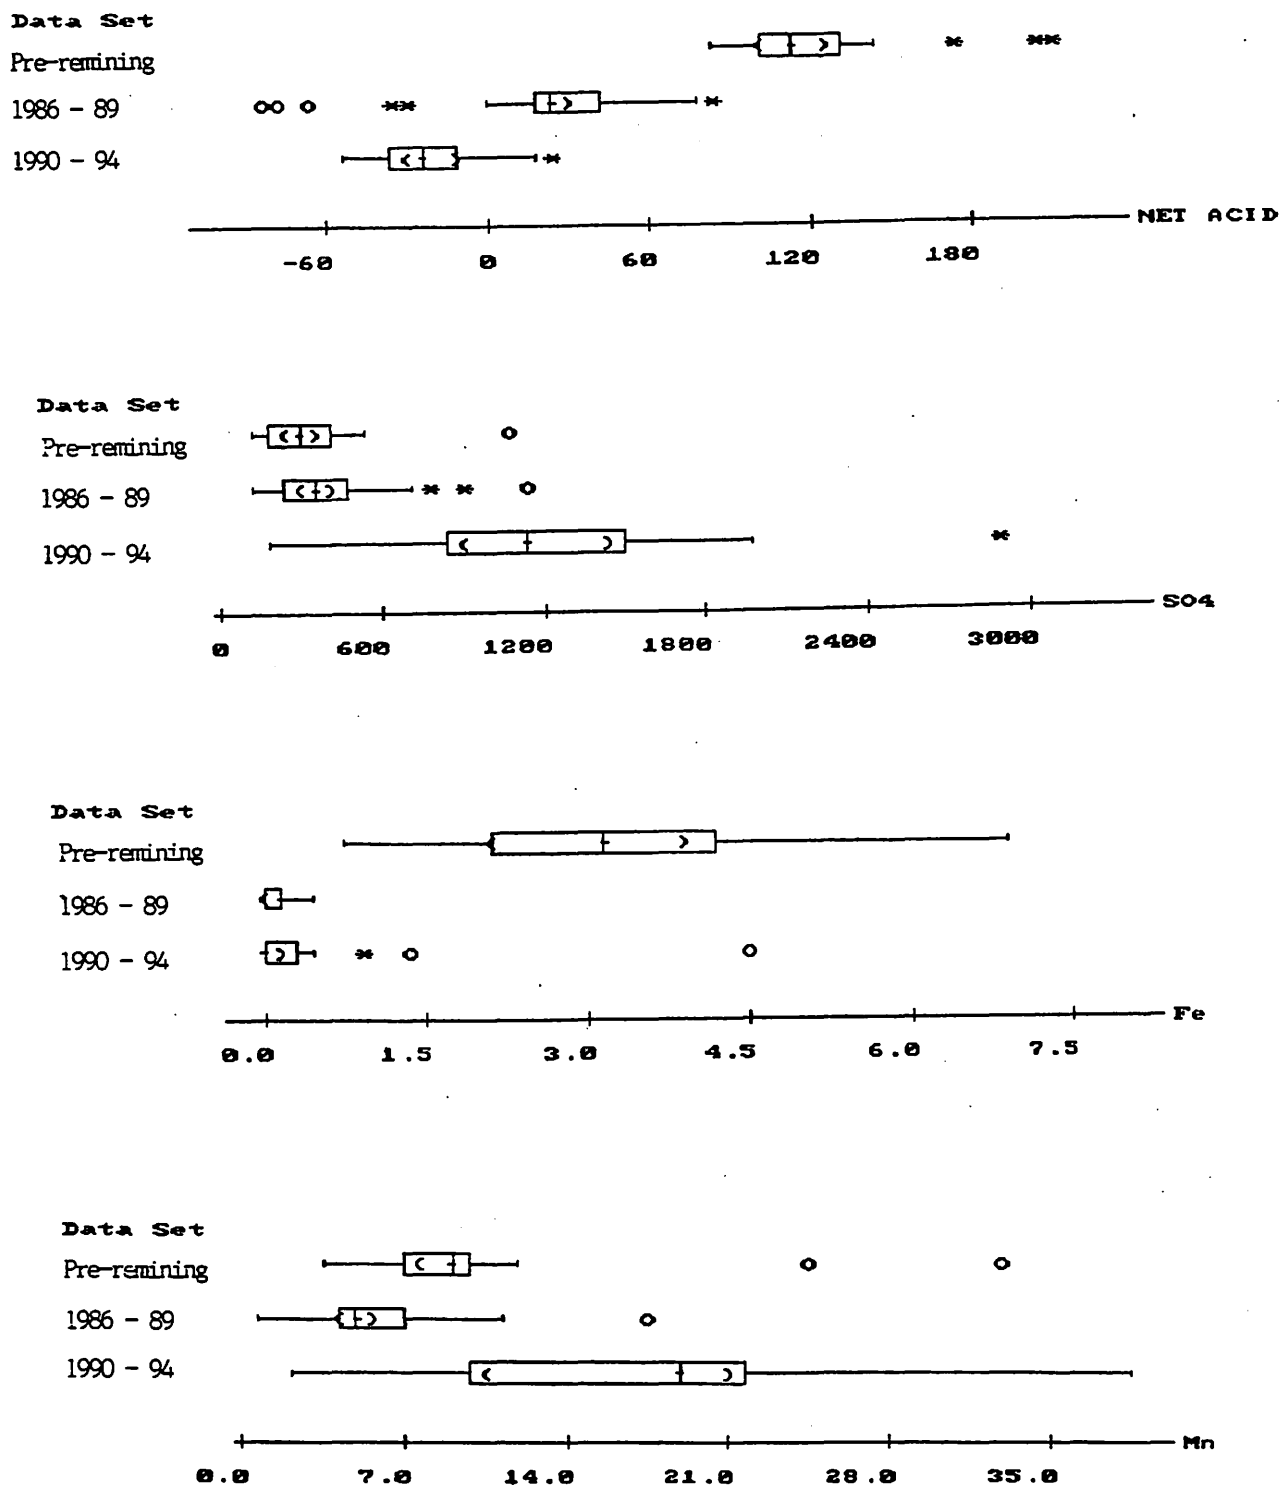 Data Set
Pre-remining
1986 - 89
1990 - 94
NET ACID
-60 0 60 120 180
Data Set
Pre-remining
1986 - 89
1990 - 94
SO4
0 600 1200 1800 2400 3000
Data Set
Pre-remining
1986 - 89
1990 - 94
Fe
0.0 1.5 3.0 4.5 6.0 7.5
Data Set
Pre-remining
1986 - 89
1990 - 94
Mn
0.0 7.0 14.0 21.0 28.0 35.0